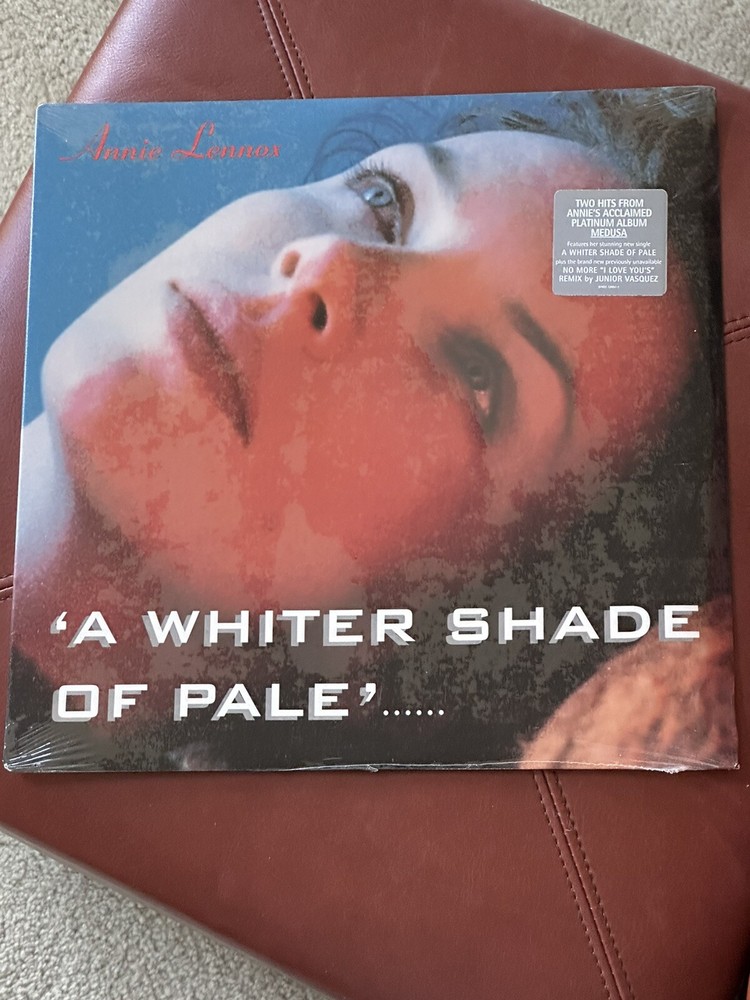 Annie Lennox
TWO HITS FROM
ANNIE'S ACCLAIMED
PLATINUM ALBUM
MEDUSA
Features her stunning new single
A WHITER SHADE OF PALE
plus the brand new previously unavailable
NO MORE "I LOVE YOU'S"
REMIX by JUNIOR VASQUEZ
'A WHITER SHADE
OF PALE'......